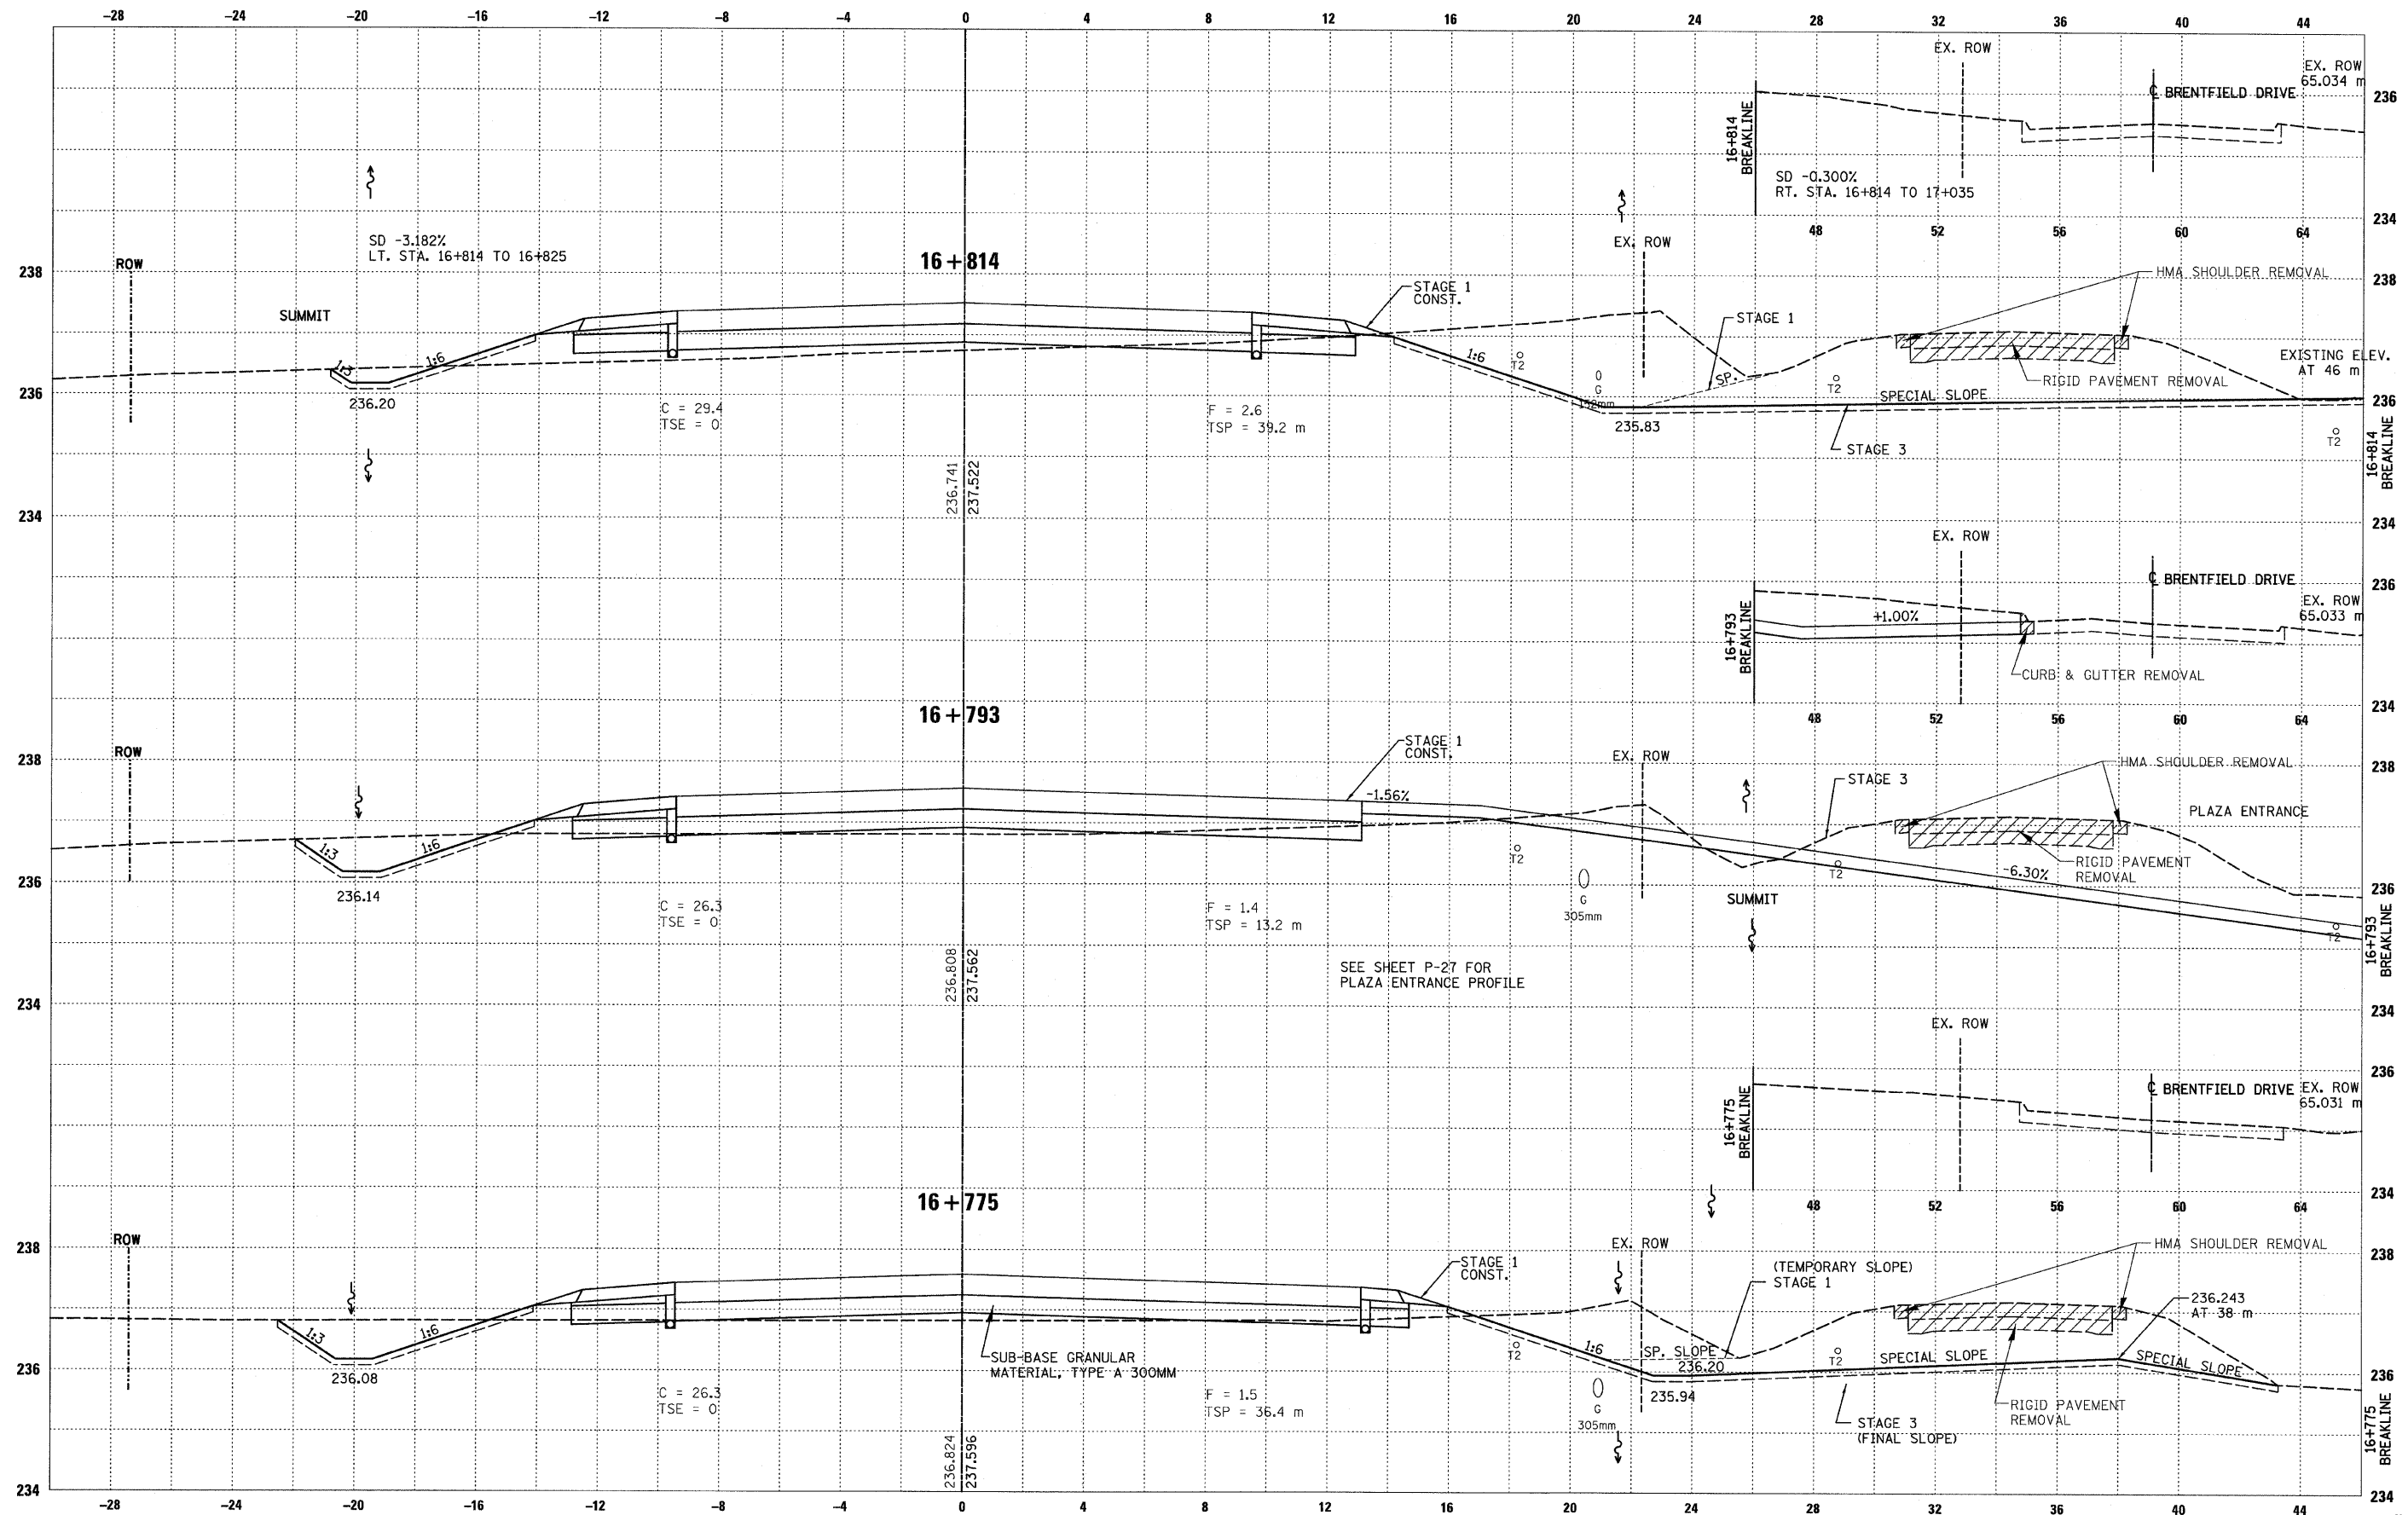 -28 -24 -20 -16 -12 -8 -4 0 4 8 12 16 20 24 28 32 36 40 44
EX. ROW
EX. ROW
65.034 m
℄ BRENTFIELD DRIVE
236
16+814
BREAKLINE
SD -0.300%
RT. STA. 16+814 TO 17+035
234
48 52 56 60 64
SD -3.182%
LT. STA. 16+814 TO 16+825
EX. ROW
16+814
ROW
238
238
HMA SHOULDER REMOVAL
STAGE 1
CONST.
SUMMIT
STAGE 1
1:3
1:6
1:6
T2
G
152mm
SP.
T2
EXISTING ELEV.
AT 46 m
RIGID PAVEMENT REMOVAL
SPECIAL SLOPE
236
236
236.20
C = 29.4
TSE = 0
F = 2.6
TSP = 39.2 m
235.83
STAGE 3
T2
16+814
BREAKLINE
236.741
237.522
234
234
EX. ROW
℄ BRENTFIELD DRIVE
236
EX. ROW
65.033 m
16+793
BREAKLINE
+1.00%
CURB & GUTTER REMOVAL
234
48 52 56 60 64
16+793
ROW
238
238
STAGE 1
CONST.
EX. ROW
HMA SHOULDER REMOVAL
STAGE 3
-1.56%
PLAZA ENTRANCE
1:3
1:6
T2
T2
RIGID PAVEMENT
REMOVAL
-6.30%
236
236
236.14
G
305mm
SUMMIT
C = 26.3
TSE = 0
F = 1.4
TSP = 13.2 m
T2
16+793
BREAKLINE
236.808
237.562
SEE SHEET P-27 FOR
PLAZA ENTRANCE PROFILE
234
234
EX. ROW
236
℄ BRENTFIELD DRIVE
EX. ROW
65.031 m
16+775
BREAKLINE
234
48 52 56 60 64
16+775
ROW
238
238
EX. ROW
HMA SHOULDER REMOVAL
STAGE 1
CONST.
(TEMPORARY SLOPE)
STAGE 1
236.243
AT 38 m
1:3
1:6
1:6
T2
SP. SLOPE
236.20
T2
SPECIAL SLOPE
SPECIAL SLOPE
SUB-BASE GRANULAR
MATERIAL, TYPE A 300MM
236
236
236.08
C = 26.3
TSE = 0
F = 1.5
TSP = 36.4 m
G
305mm
235.94
STAGE 3
(FINAL SLOPE)
RIGID PAVEMENT
REMOVAL
16+775
BREAKLINE
236.824
237.596
234
234
-28 -24 -20 -16 -12 -8 -4 0 4 8 12 16 20 24 28 32 36 40 44